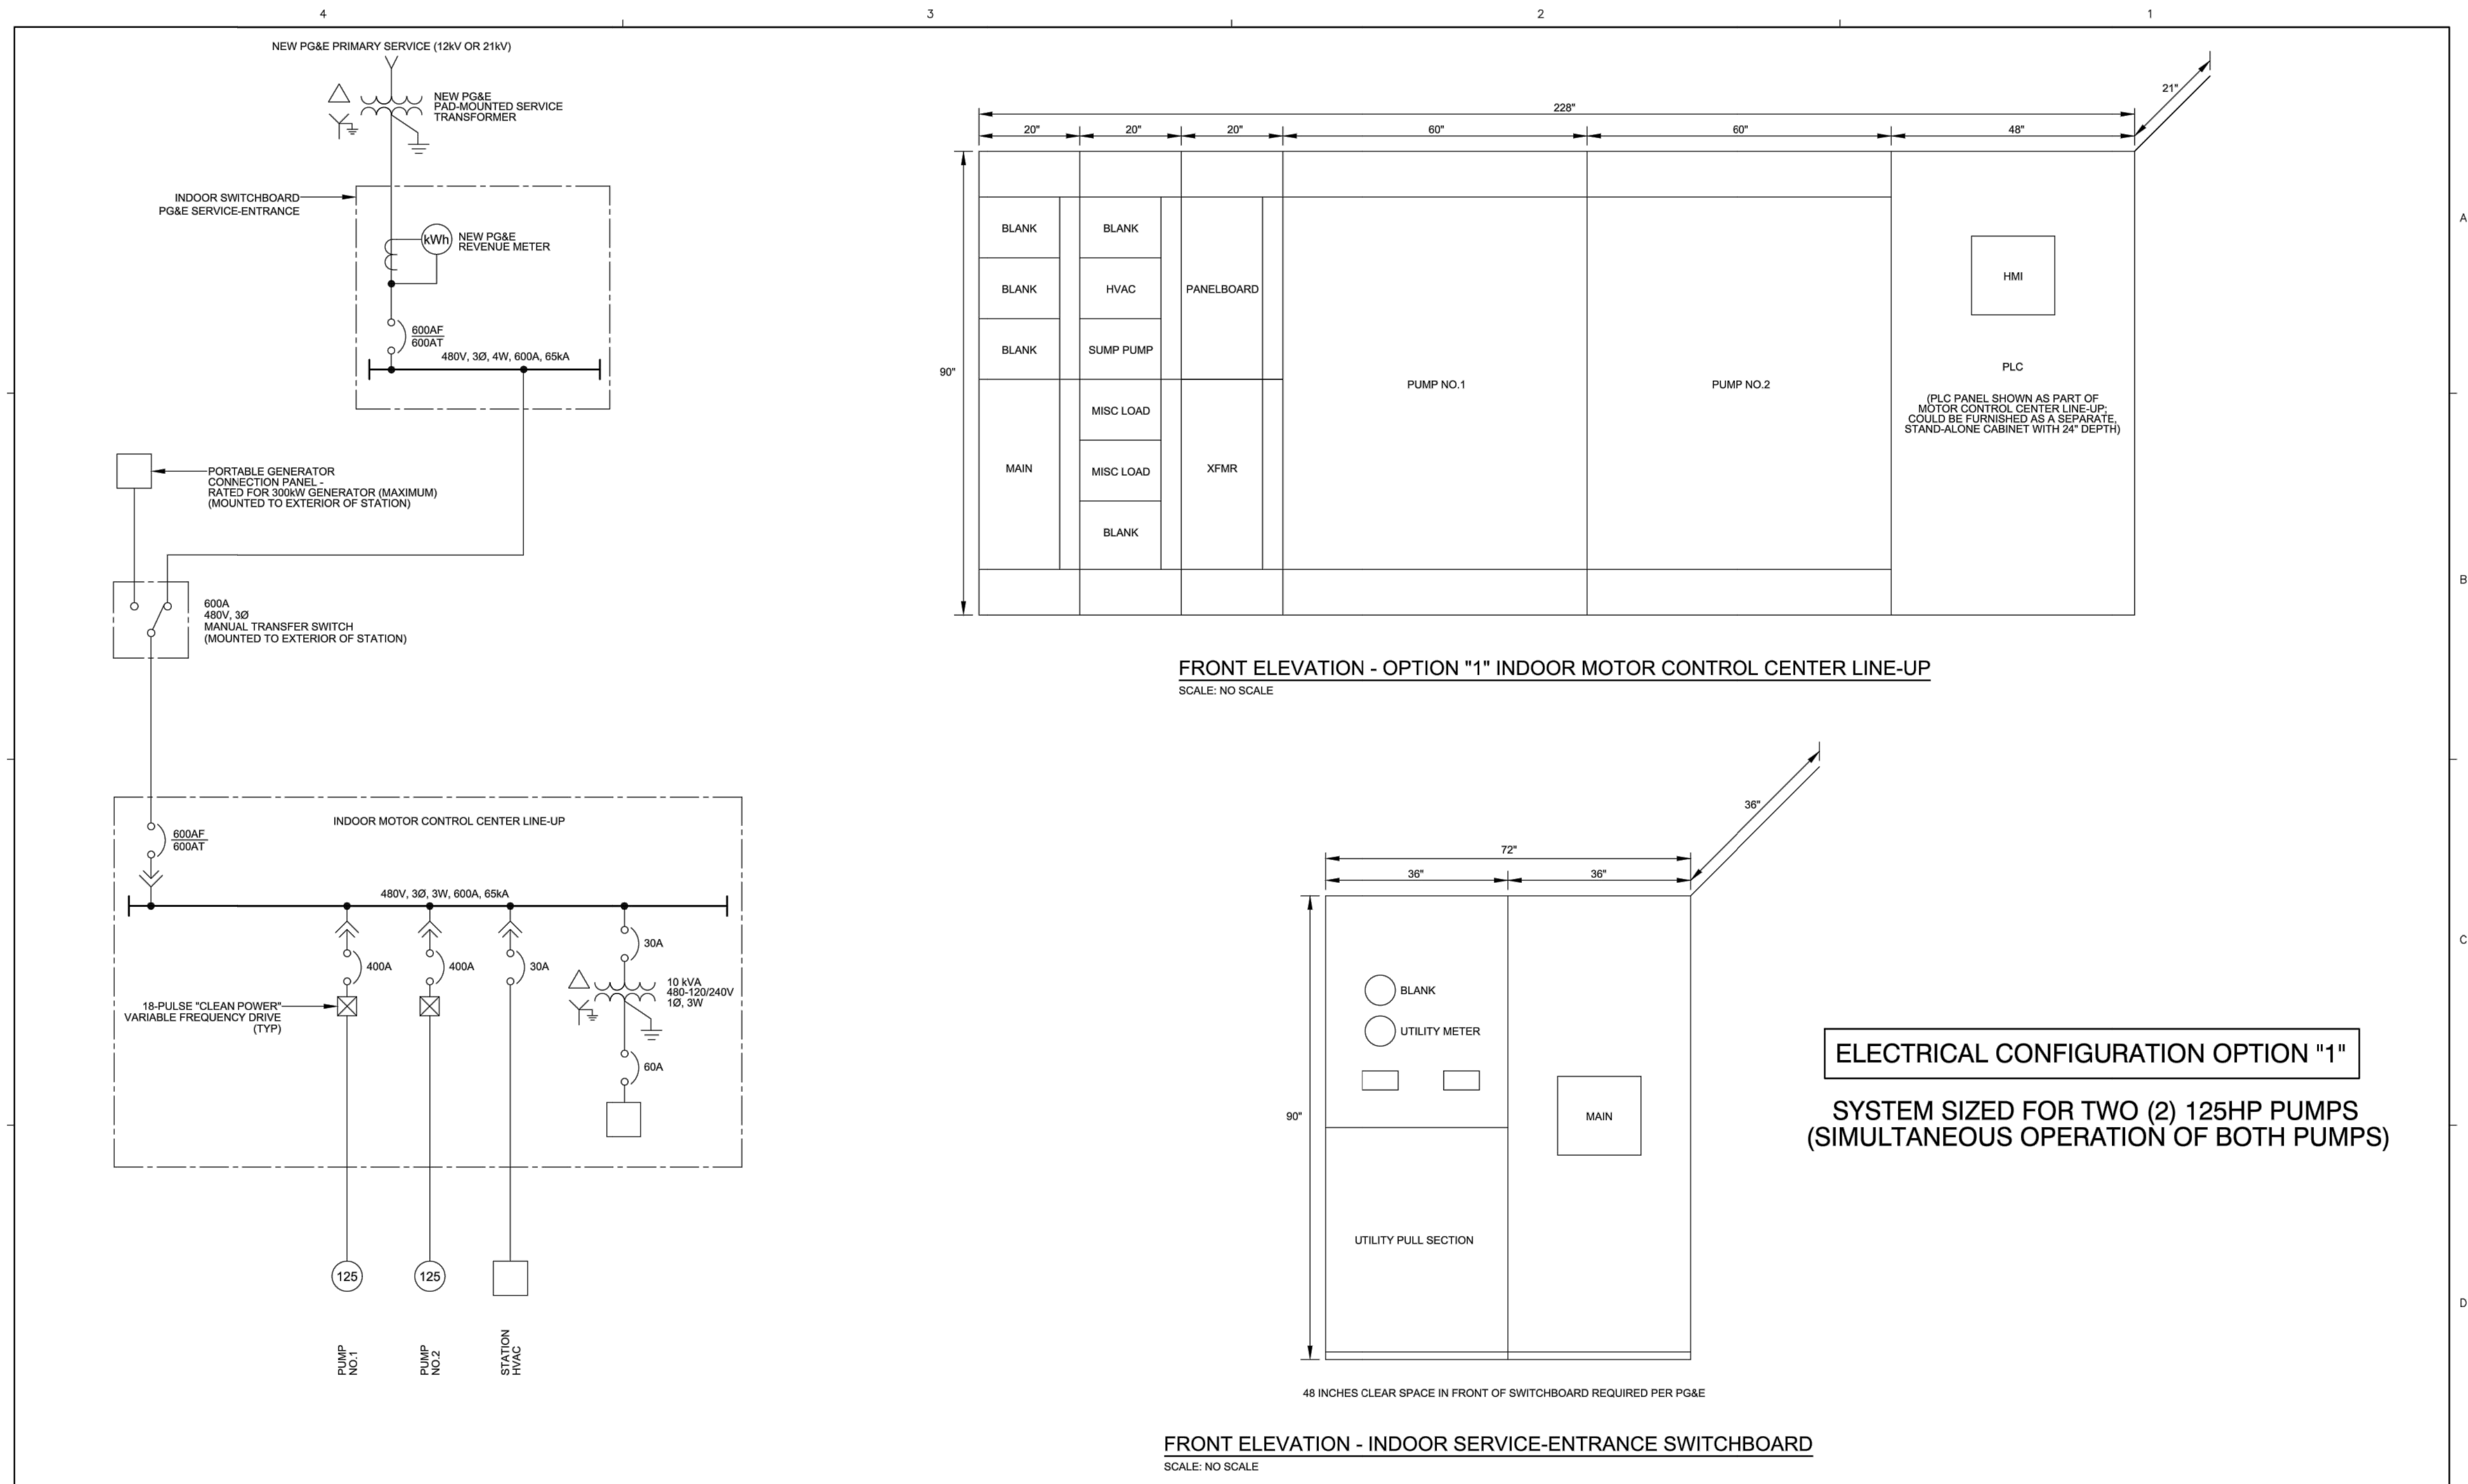 4
3
2
1
NEW PG&E PRIMARY SERVICE (12kV OR 21kV)
NEW PG&E
PAD-MOUNTED SERVICE
TRANSFORMER
INDOOR SWITCHBOARD
PG&E SERVICE-ENTRANCE
kWh
NEW PG&E
REVENUE METER
600AF
600AT
480V, 3Ø, 4W, 600A, 65kA
PORTABLE GENERATOR
CONNECTION PANEL -
RATED FOR 300kW GENERATOR (MAXIMUM)
(MOUNTED TO EXTERIOR OF STATION)
600A
480V, 3Ø
MANUAL TRANSFER SWITCH
(MOUNTED TO EXTERIOR OF STATION)
INDOOR MOTOR CONTROL CENTER LINE-UP
600AF
600AT
480V, 3Ø, 3W, 600A, 65kA
400A
400A
30A
30A
10 kVA
480-120/240V
1Ø, 3W
60A
18-PULSE "CLEAN POWER"
VARIABLE FREQUENCY DRIVE
(TYP)
125
125
PUMP
NO.1
PUMP
NO.2
STATION
HVAC
228"
21"
20"
20"
20"
60"
60"
48"
90"
BLANK
BLANK
BLANK
MAIN
BLANK
HVAC
SUMP PUMP
MISC LOAD
MISC LOAD
BLANK
PANELBOARD
XFMR
PUMP NO.1
PUMP NO.2
HMI
PLC
(PLC PANEL SHOWN AS PART OF
MOTOR CONTROL CENTER LINE-UP;
COULD BE FURNISHED AS A SEPARATE,
STAND-ALONE CABINET WITH 24" DEPTH)
FRONT ELEVATION - OPTION "1" INDOOR MOTOR CONTROL CENTER LINE-UP
SCALE: NO SCALE
36"
72"
36"
36"
90"
BLANK
UTILITY METER
MAIN
UTILITY PULL SECTION
48 INCHES CLEAR SPACE IN FRONT OF SWITCHBOARD REQUIRED PER PG&E
FRONT ELEVATION - INDOOR SERVICE-ENTRANCE SWITCHBOARD
SCALE: NO SCALE
ELECTRICAL CONFIGURATION OPTION "1"
SYSTEM SIZED FOR TWO (2) 125HP PUMPS
(SIMULTANEOUS OPERATION OF BOTH PUMPS)
A
B
C
D